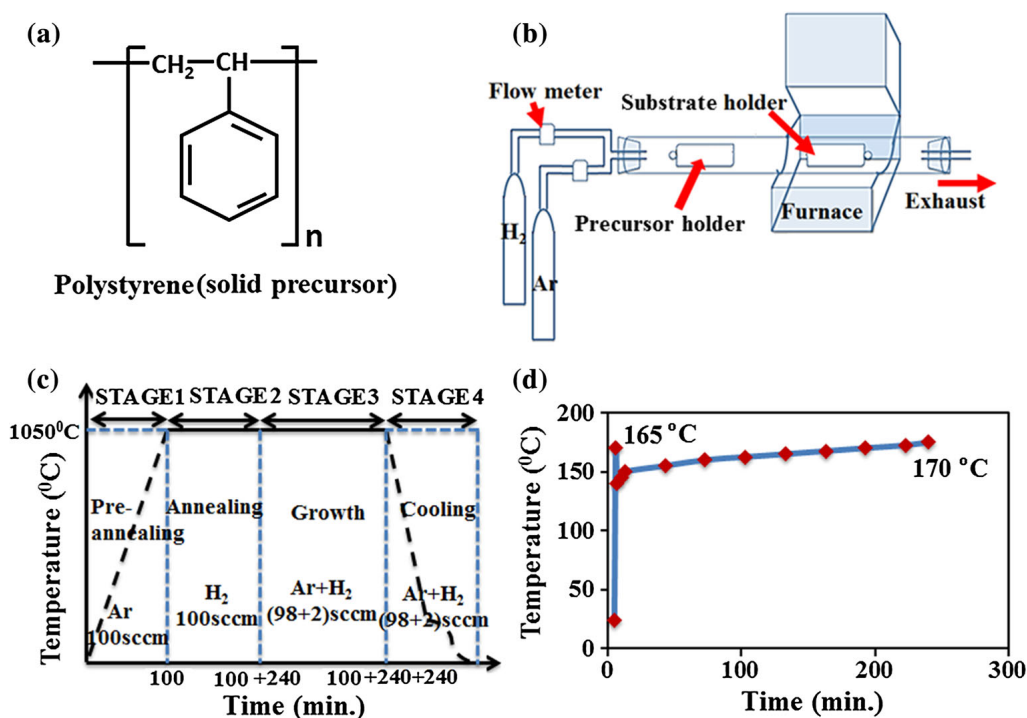 (a)
CH₂
CH
n
Polystyrene(solid precursor)
(b)
Flow meter
Substrate holder
Precursor holder
Furnace
Exhaust
H₂
Ar
(c)
STAGE1 STAGE2 STAGE3 STAGE4
1050⁰C
Temperature (⁰C)
Pre-
annealing
Annealing
Growth
Cooling
Ar
100sccm
H₂
100sccm
Ar+H₂
(98+2)sccm
Ar+H₂
(98+2)sccm
100 100 +240 100+240+240
Time (min.)
(d)
200
150
100
50
0
Temperature (⁰C)
165 °C
170 °C
0 100 200 300
Time (min.)